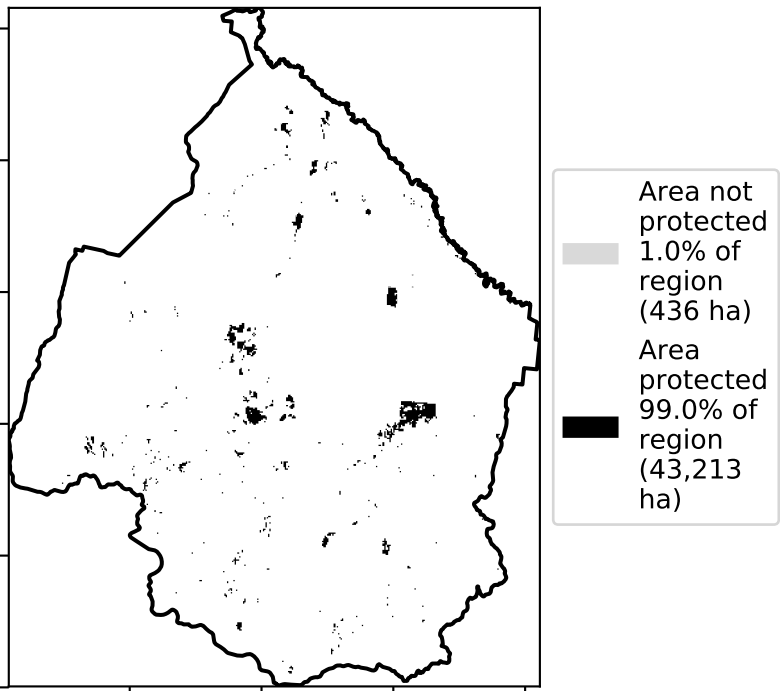 Area not
protected
1.0% of
region
(436 ha)
Area
protected
99.0% of
region
(43,213
ha)